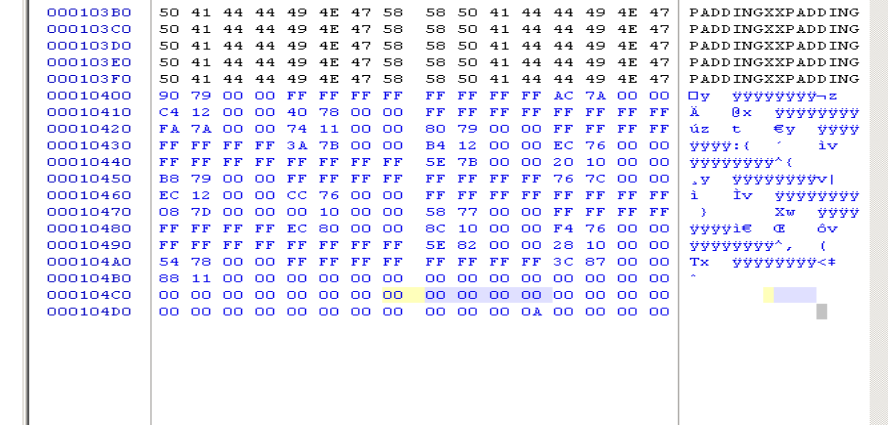 000103B0 50 41 44 44 49 4E 47 58 58 50 41 44 44 49 4E 47 PADDINGXXPADDING
000103C0 50 41 44 44 49 4E 47 58 58 50 41 44 44 49 4E 47 PADDINGXXPADDING
000103D0 50 41 44 44 49 4E 47 58 58 50 41 44 44 49 4E 47 PADDINGXXPADDING
000103E0 50 41 44 44 49 4E 47 58 58 50 41 44 44 49 4E 47 PADDINGXXPADDING
000103F0 50 41 44 44 49 4E 47 58 58 50 41 44 44 49 4E 47 PADDINGXXPADDING
00010400 90 79 00 00 FF FF FF FF FF FF FF FF AC 7A 00 00 □y ÿÿÿÿÿÿÿÿ¬z
00010410 C4 12 00 00 40 78 00 00 FF FF FF FF FF FF FF FF Ä @x ÿÿÿÿÿÿÿÿ
00010420 FA 7A 00 00 74 11 00 00 80 79 00 00 FF FF FF FF úz t €y ÿÿÿÿ
00010430 FF FF FF FF 3A 7B 00 00 B4 12 00 00 EC 76 00 00 ÿÿÿÿ:{ ´ ìv
00010440 FF FF FF FF FF FF FF FF 5E 7B 00 00 20 10 00 00 ÿÿÿÿÿÿÿÿ^{
00010450 B8 79 00 00 FF FF FF FF FF FF FF FF 76 7C 00 00 ¸y ÿÿÿÿÿÿÿÿv|
00010460 EC 12 00 00 CC 76 00 00 FF FF FF FF FF FF FF FF ì Ìv ÿÿÿÿÿÿÿÿ
00010470 08 7D 00 00 00 10 00 00 58 77 00 00 FF FF FF FF } Xw ÿÿÿÿ
00010480 FF FF FF FF EC 80 00 00 8C 10 00 00 F4 76 00 00 ÿÿÿÿì€ Œ ôv
00010490 FF FF FF FF FF FF FF FF 5E 82 00 00 28 10 00 00 ÿÿÿÿÿÿÿÿ^‚ (
000104A0 54 78 00 00 FF FF FF FF FF FF FF FF 3C 87 00 00 Tx ÿÿÿÿÿÿÿÿ<‡
000104B0 88 11 00 00 00 00 00 00 00 00 00 00 00 00 00 00 ˆ
000104C0 00 00 00 00 00 00 00 00 00 00 00 00 00 00 00 00
000104D0 00 00 00 00 00 00 00 00 00 00 00 0A 00 00 00 00